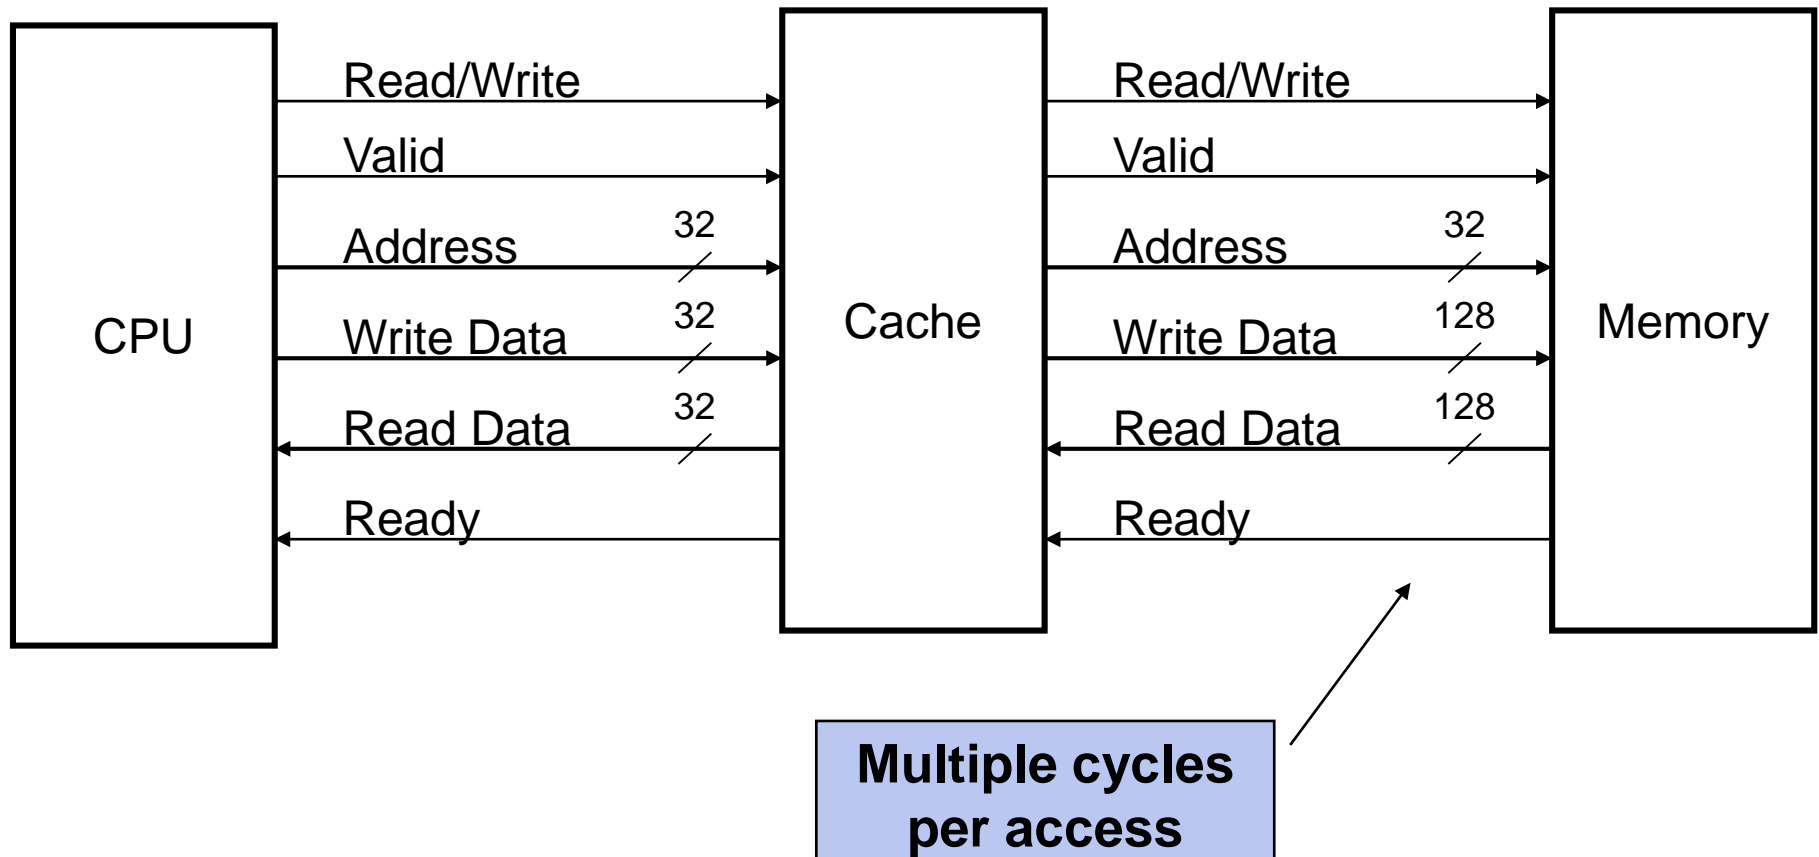 Read/Write
Read/Write
Valid
Valid
32
32
Address
Address
CPU
32
Cache
128
Memory
Write Data
Write Data
32
128
Read Data
Read Data
Ready
Ready
Multiple cycles
per access